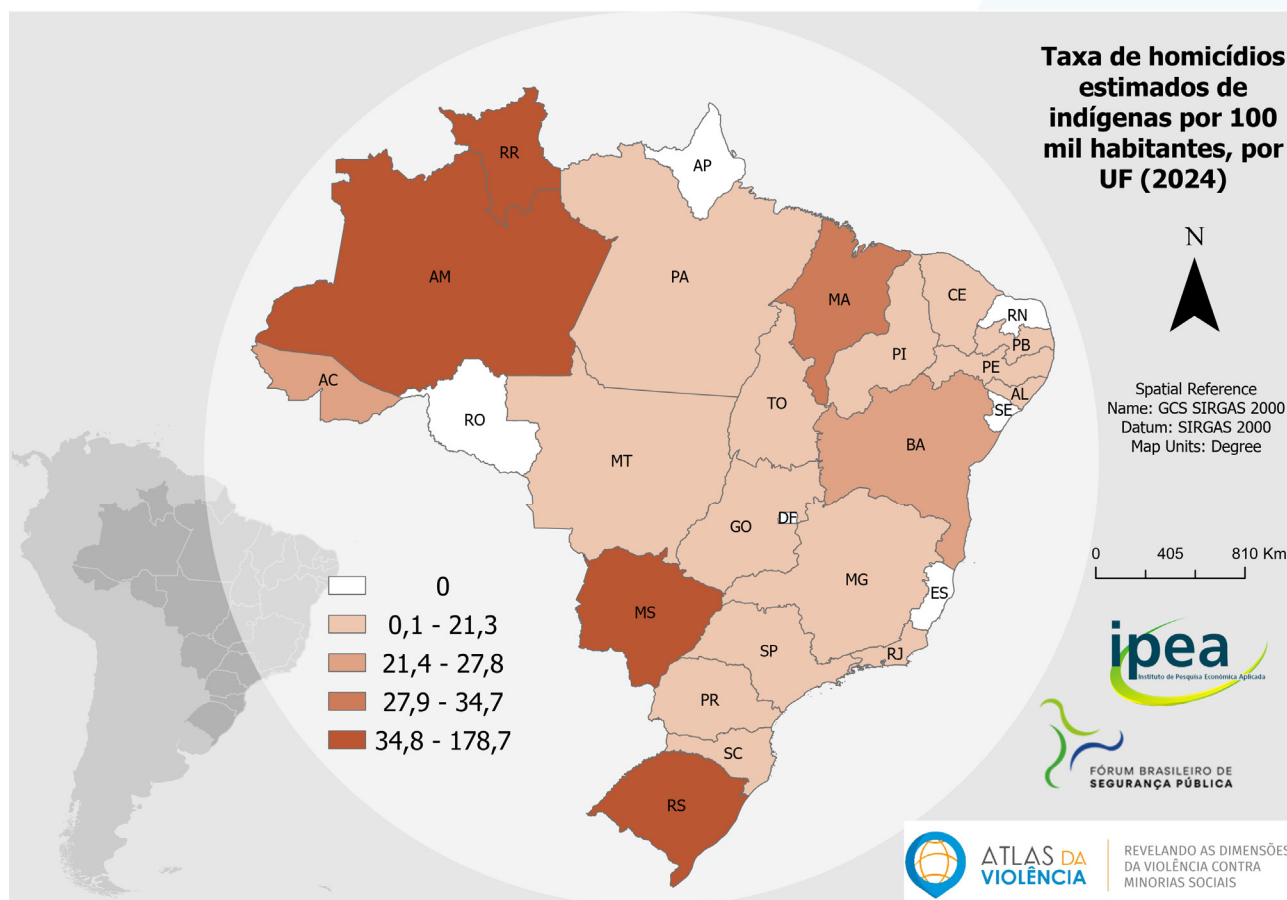 Taxa de homicídios
estimados de
indígenas por 100
mil habitantes, por
UF (2024)
N
RR
AP
AM
PA
MA
CE
RN
PB
PI
PE
AL
SE
AC
RO
TO
BA
MT
GO
DF
MG
ES
MS
SP
RJ
PR
SC
RS
Spatial Reference
Name: GCS SIRGAS 2000
Datum: SIRGAS 2000
Map Units: Degree
0 405 810 Km
0
0,1 - 21,3
21,4 - 27,8
27,9 - 34,7
34,8 - 178,7
ipea
Instituto de Pesquisa Econômica Aplicada
FÓRUM BRASILEIRO DE
SEGURANÇA PÚBLICA
ATLAS DA
VIOLÊNCIA
REVELANDO AS DIMENSÕES
DA VIOLÊNCIA CONTRA
MINORIAS SOCIAIS